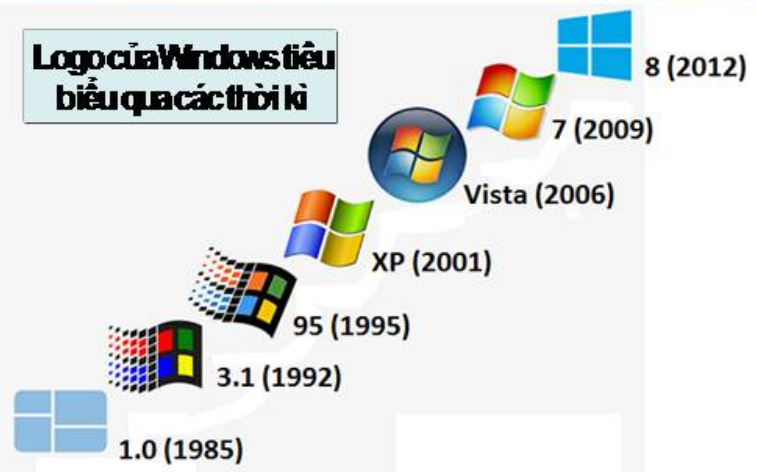 Logo của Windows tiêu
biểu qua các thời kì
8 (2012)
7 (2009)
Vista (2006)
XP (2001)
95 (1995)
3.1 (1992)
1.0 (1985)